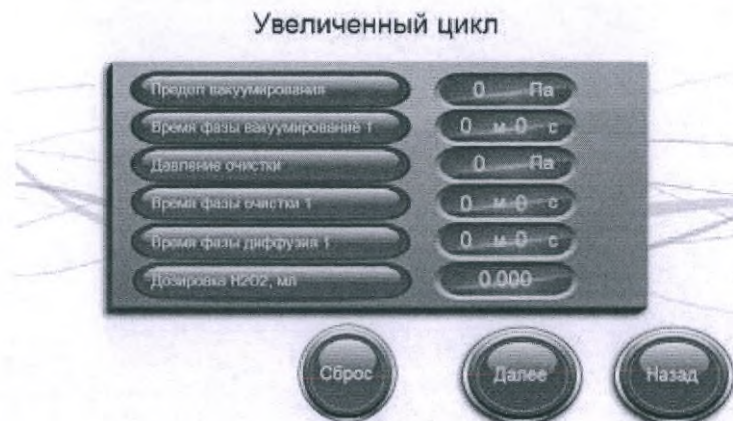 Увеличенный цикл
Предел вакуумирования 0 Па
Время фазы вакуумирование 1 0 м 0 с
Давление очистки 0 Па
Время фазы очистки 1 0 м 0 с
Время фазы диффузия 1 0 м 0 с
Дозировка H2O2, мл 0.000
Сброс Далее Назад